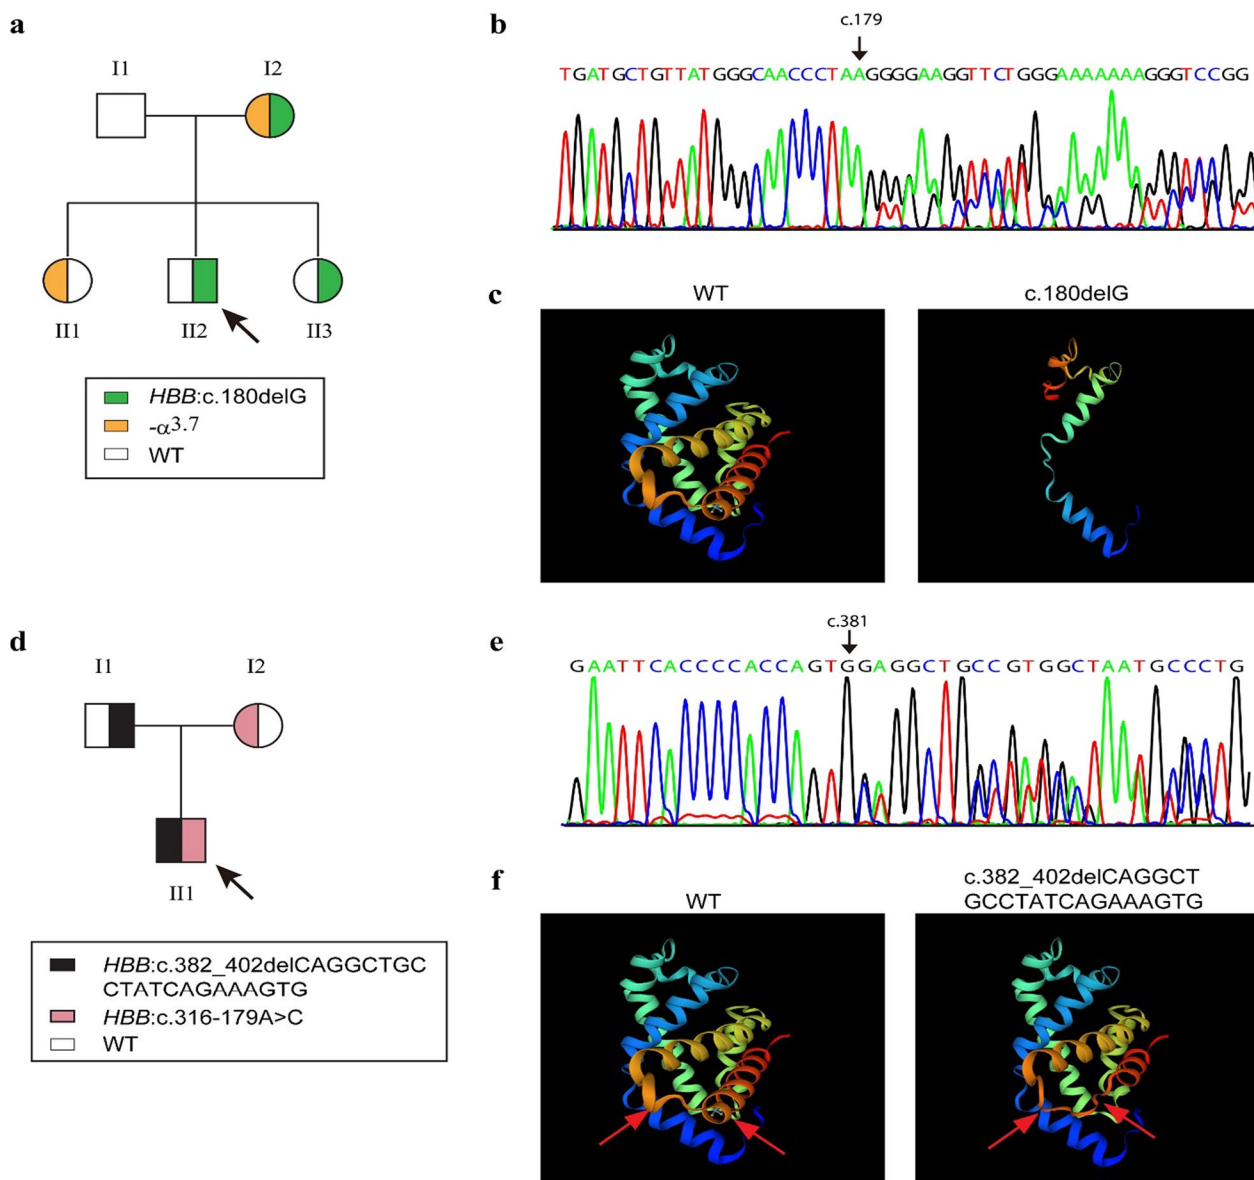 a
I1
I2
II1
II2
II3
HBB:c.180delG
-α3.7
WT
b
c.179
TGATGCTGTTATGGGCAACCCTAAGGGGAAGGTTCTGGGAAAAAAAGGGTCCGG
c
WT
c.180delG
d
I1
I2
II1
HBB:c.382_402delCAGGCTGC
CTATCAGAAAGTG
HBB:c.316-179A>C
WT
e
c.381
GAATTCACCCCACCAGTGGAGGCTGCCGTGGCTAATGCCCTG
f
WT
c.382_402delCAGGCT
GCCTATCAGAAAGTG